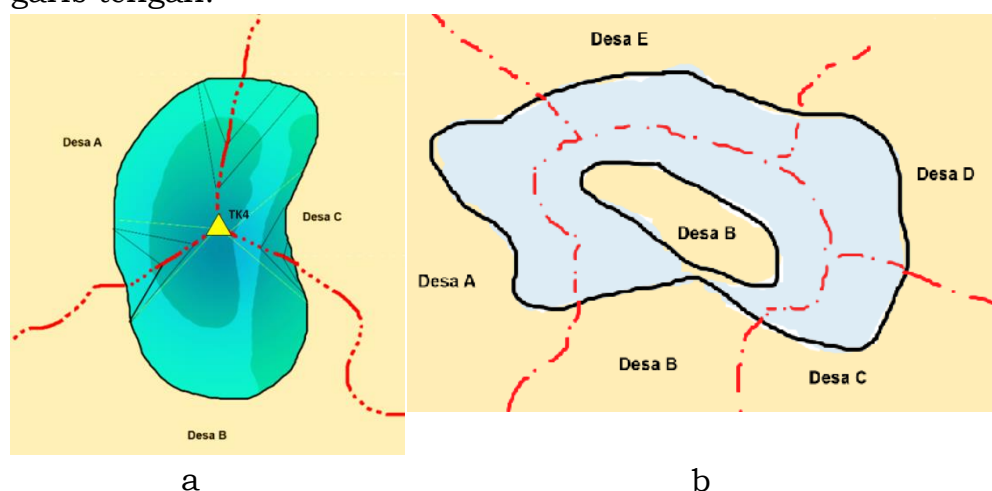 garis tengah.
Desa E
Desa A
TK4
Desa C
Desa B
Desa D
Desa B
Desa A
Desa B
Desa C
a
b